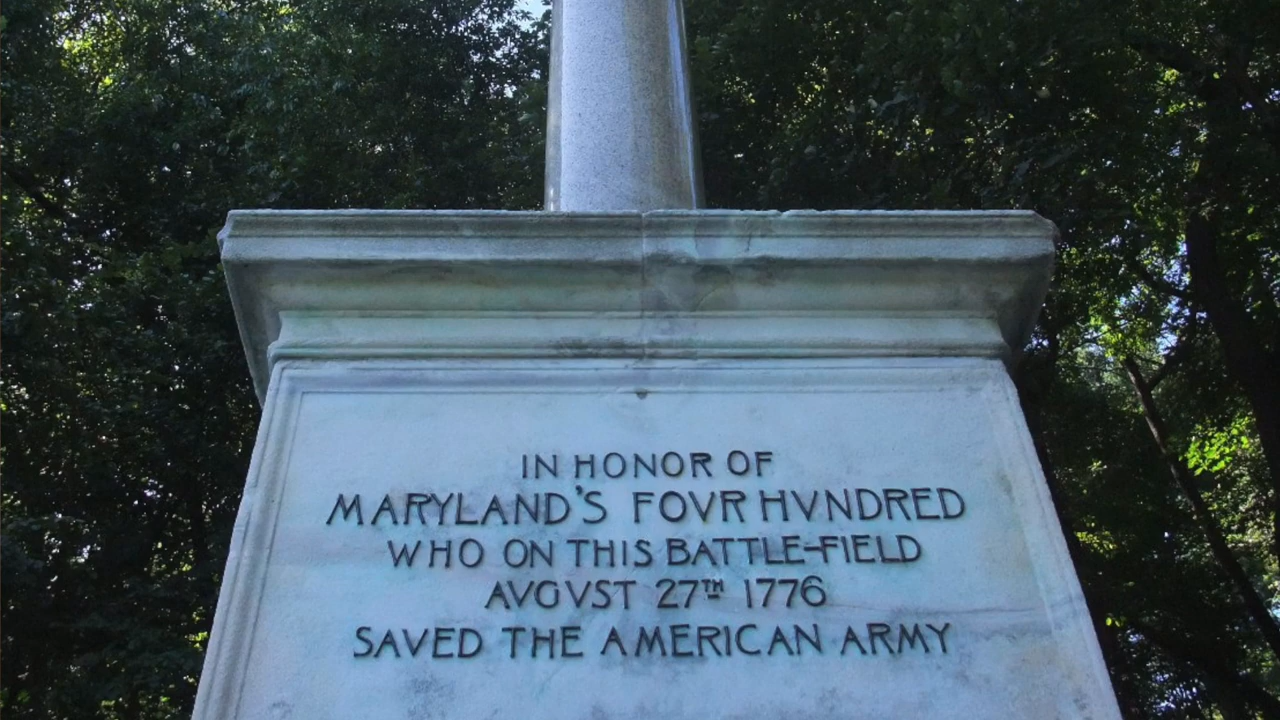 IN HONOR OF
MARYLAND'S FOVR HVNDRED
WHO ON THIS BATTLE-FIELD
AVGVST 27TH 1776
SAVED THE AMERICAN ARMY